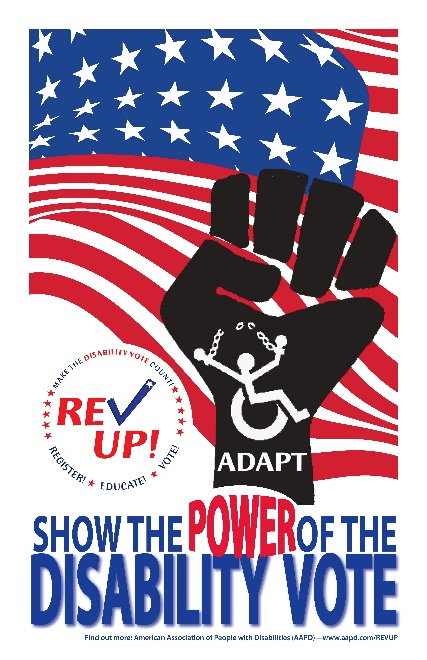 MAKE THE DISABILITY VOTE COUNT!
REV
UP!
REGISTER! ★ EDUCATE! ★ VOTE!
ADAPT
SHOW THE POWER OF THE
DISABILITY VOTE
Find out more: American Association of People with Disabilities (AAPD)—www.aapd.com/REVUP